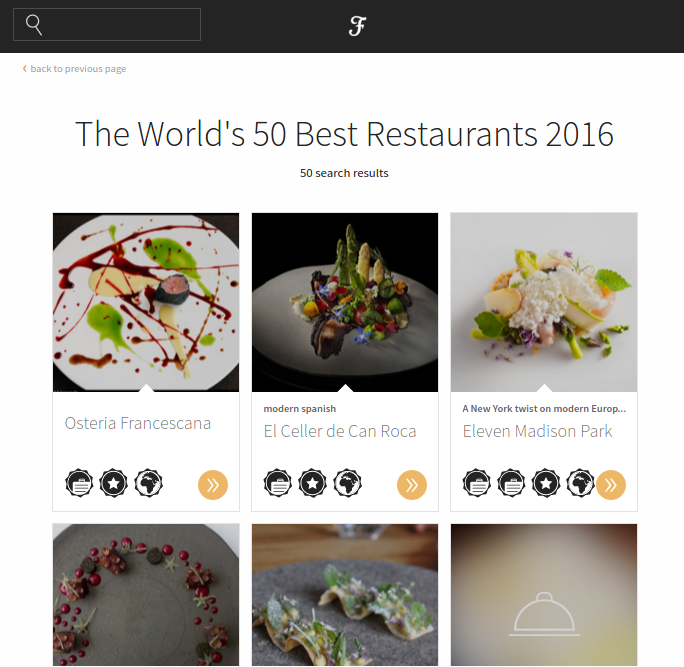 F
‹ back to previous page
The World's 50 Best Restaurants 2016
50 search results
Osteria Francescana
modern spanish
El Celler de Can Roca
A New York twist on modern Europ...
Eleven Madison Park